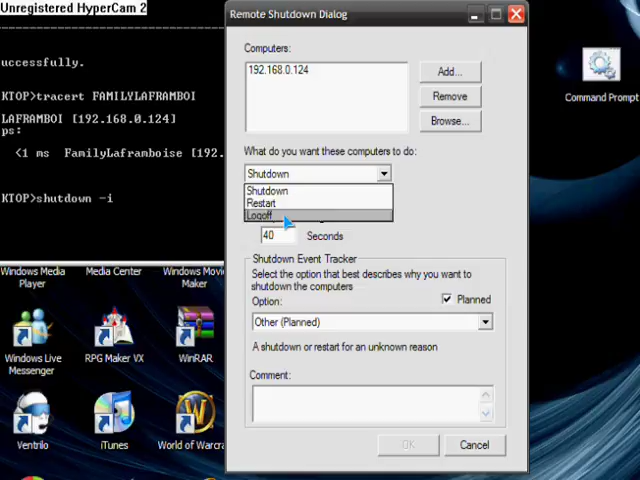 Unregistered HyperCam 2
uccessfully.
KTOP>tracert FAMILYLAFRAMBOI
LAFRAMBOI [192.168.0.124]
ps:
<1 ms FamilyLaframboise [192.
KTOP>shutdown -i
Remote Shutdown Dialog
Computers:
192.168.0.124
Add...
Remove
Browse...
What do you want these computers to do:
Shutdown
Shutdown
Restart
Logoff
40 Seconds
Shutdown Event Tracker
Select the option that best describes why you want to
shutdown the computers
Option:
Planned
Other (Planned)
A shutdown or restart for an unknown reason
Comment:
OK
Cancel
Command Prompt
Windows Media
Player
Media Center
Windows Movi
Maker
Windows Live
Messenger
RPG Maker VX
WinRAR
Ventrilo
iTunes
World of Warcra